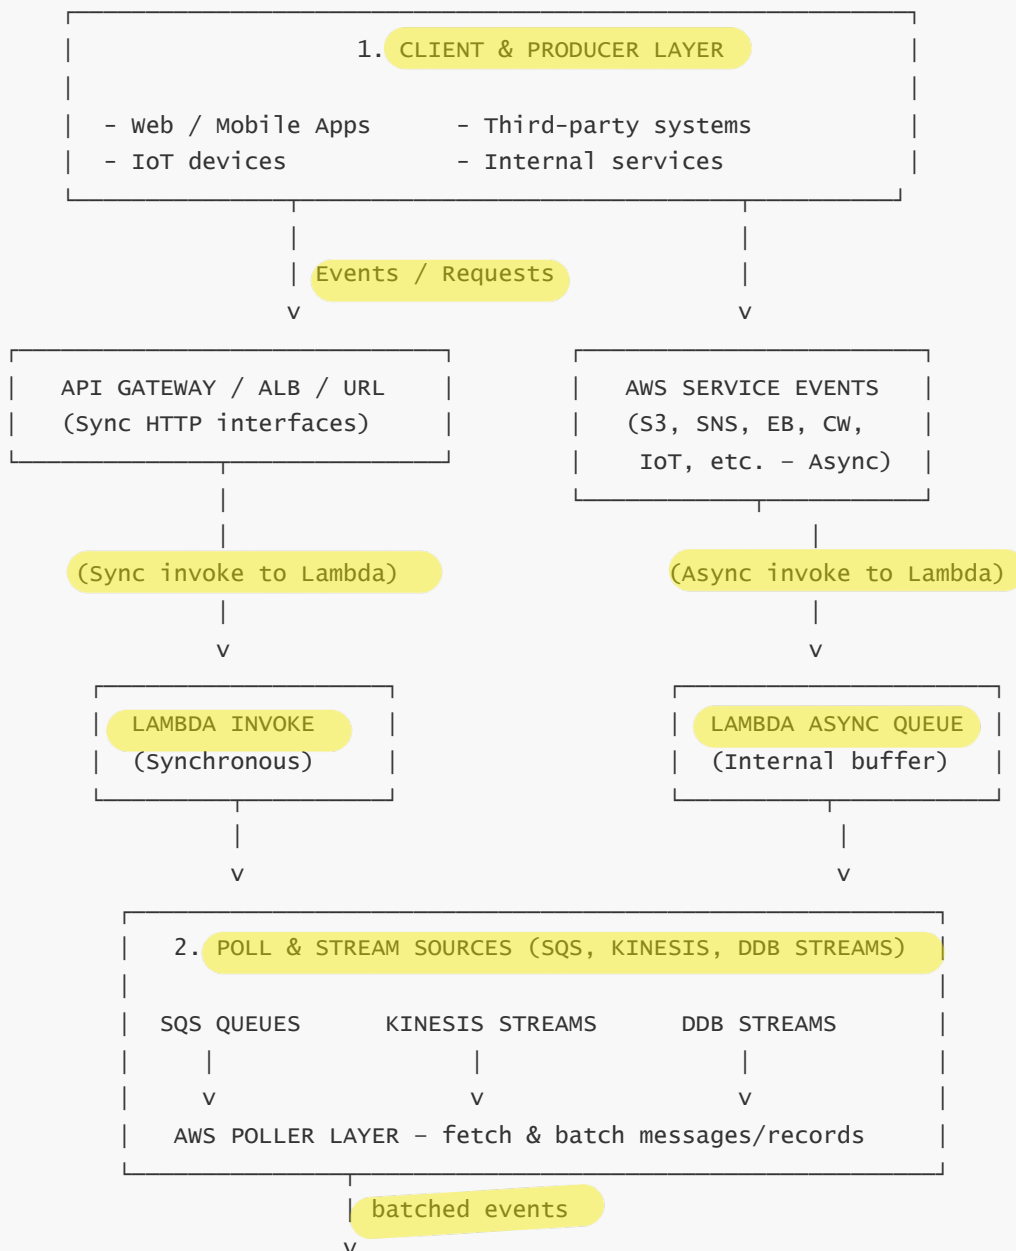 1. CLIENT & PRODUCER LAYER
- Web / Mobile Apps - Third-party systems
- IoT devices - Internal services
Events / Requests
v v
API GATEWAY / ALB / URL AWS SERVICE EVENTS
(Sync HTTP interfaces) (S3, SNS, EB, CW,
IoT, etc. – Async)
(Sync invoke to Lambda) (Async invoke to Lambda)
v v
LAMBDA INVOKE LAMBDA ASYNC QUEUE
(Synchronous) (Internal buffer)
v v
2. POLL & STREAM SOURCES (SQS, KINESIS, DDB STREAMS)
SQS QUEUES KINESIS STREAMS DDB STREAMS
v v v
AWS POLLER LAYER – fetch & batch messages/records
batched events
v